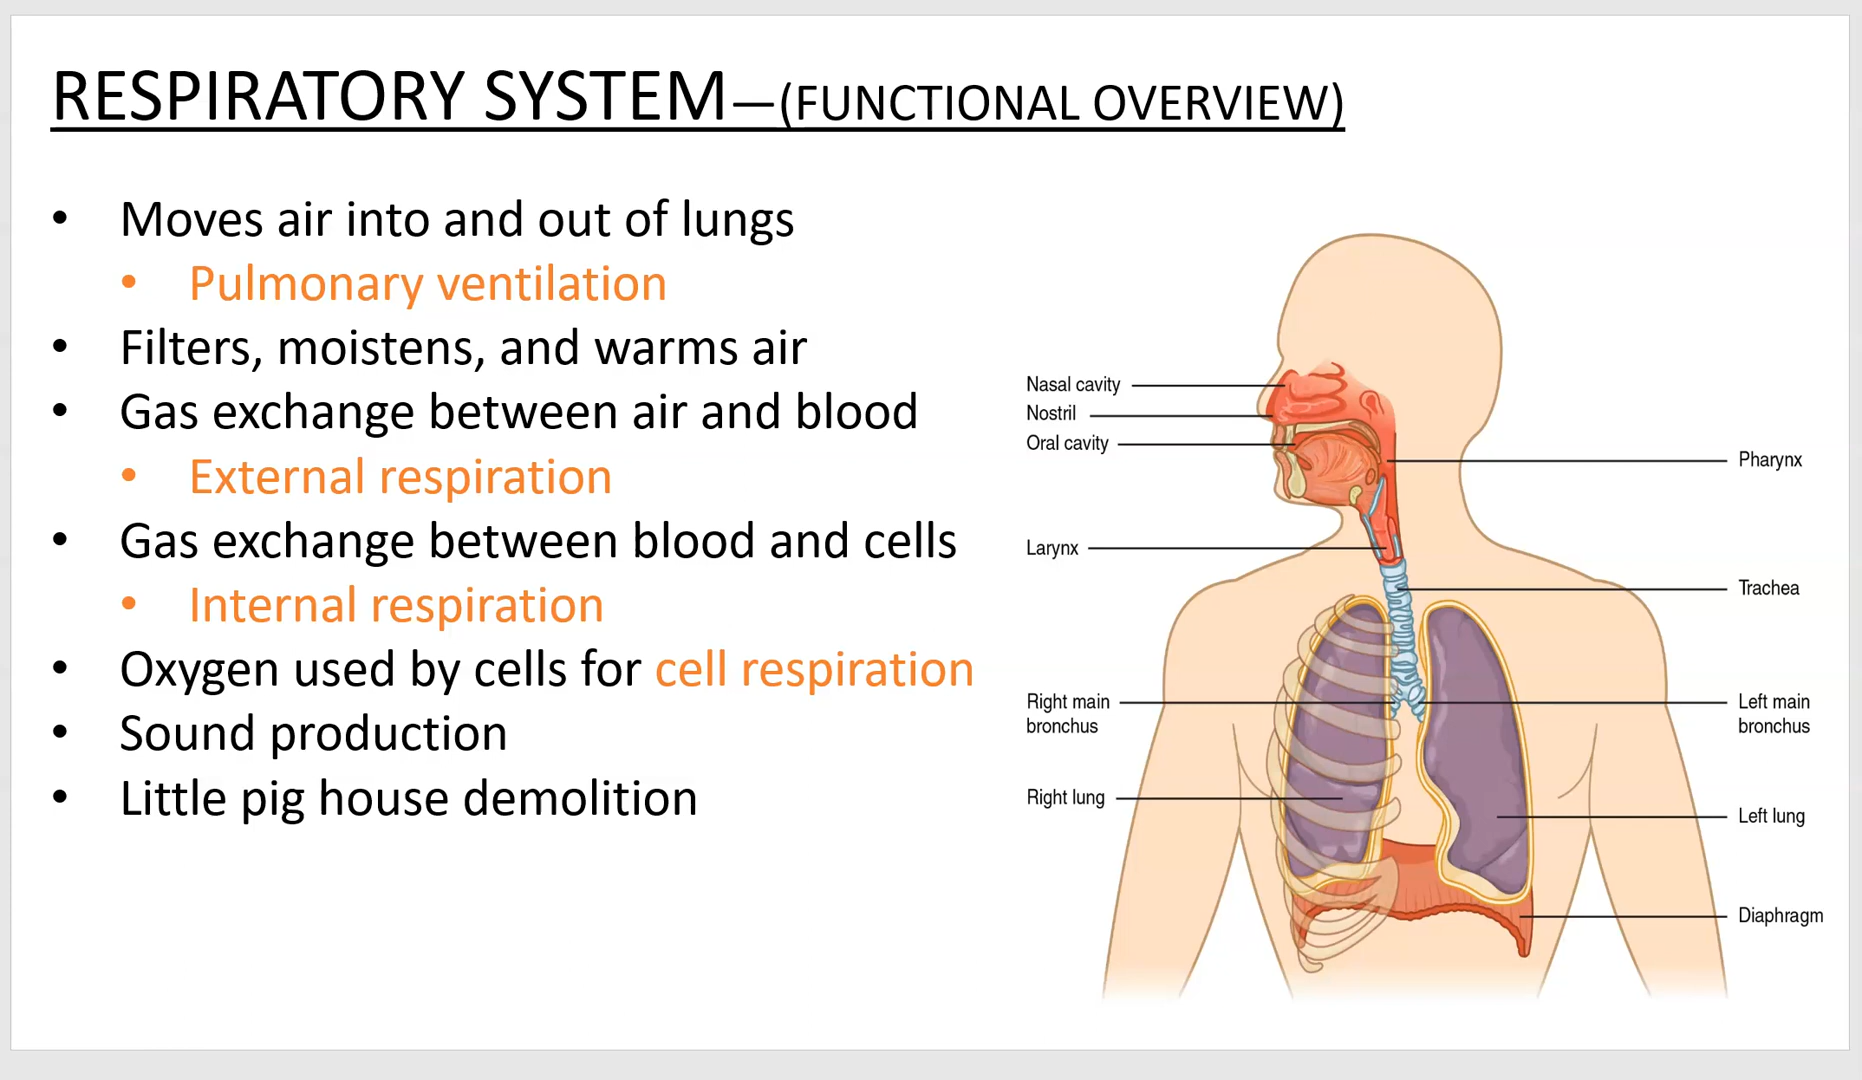 RESPIRATORY SYSTEM—(FUNCTIONAL OVERVIEW)
• Moves air into and out of lungs
• Pulmonary ventilation
• Filters, moistens, and warms air
• Gas exchange between air and blood
• External respiration
• Gas exchange between blood and cells
• Internal respiration
• Oxygen used by cells for cell respiration
• Sound production
• Little pig house demolition
Nasal cavity
Nostril
Oral cavity
Larynx
Right main
bronchus
Right lung
Pharynx
Trachea
Left main
bronchus
Left lung
Diaphragm